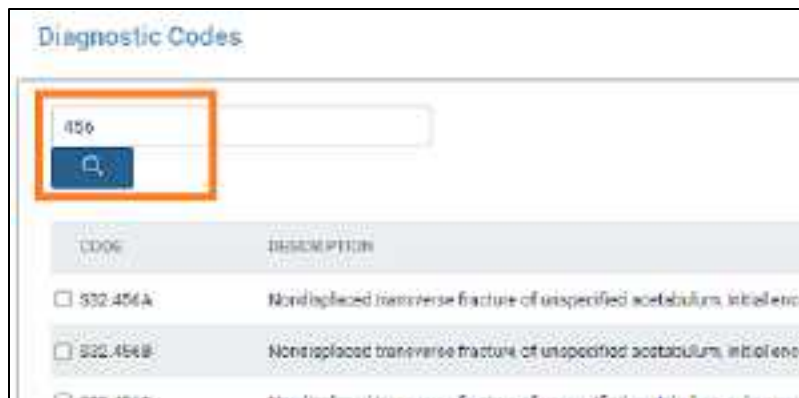 Diagnostic Codes
456
CODE DESCRIPTION
S32.456A Nondisplaced transverse fracture of unspecified acetabulum, initial enc
S32.456B Nondisplaced transverse fracture of unspecified acetabulum, initial enc